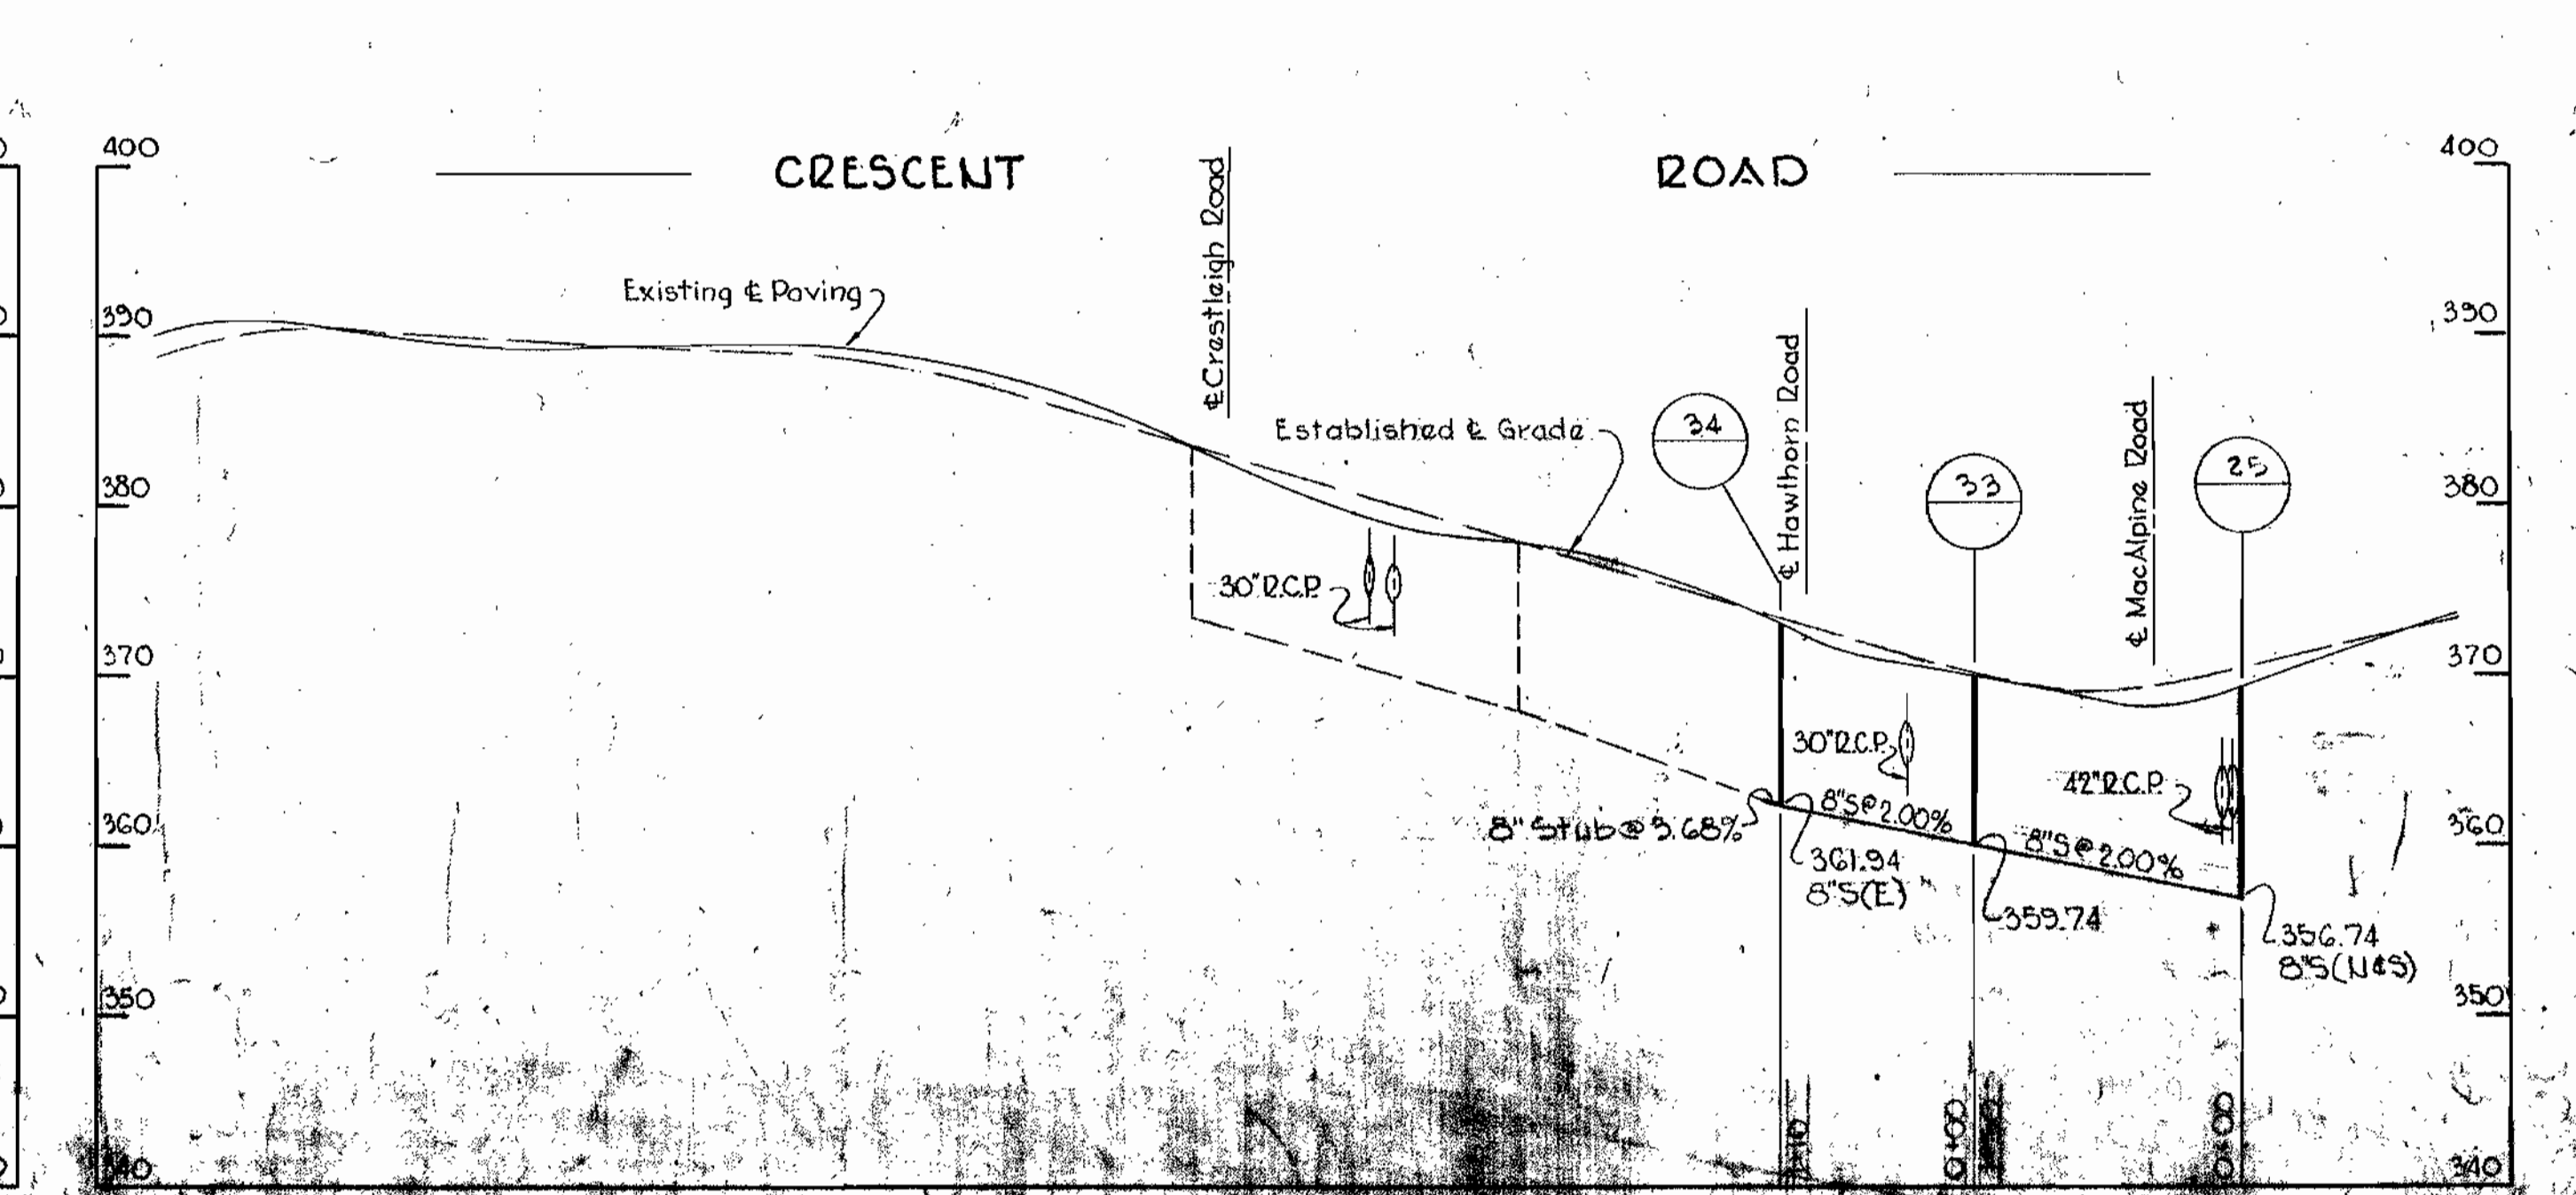 CRESCENT ROAD
400
390
380
370
360
350
340
400
390
380
370
360
350
340
Existing ℄ Paving
℄ Crestleigh Road
Established ℄ Grade
34
℄ Hawthorn Road
33
℄ MacAlpine Road
25
30"R.C.P.
30"R.C.P.
42"R.C.P.
8" Stub@3.68%
8"S@2.00%
8"S@2.00%
361.94
8"S(E)
359.74
356.74
8"S(N&S)
0+00